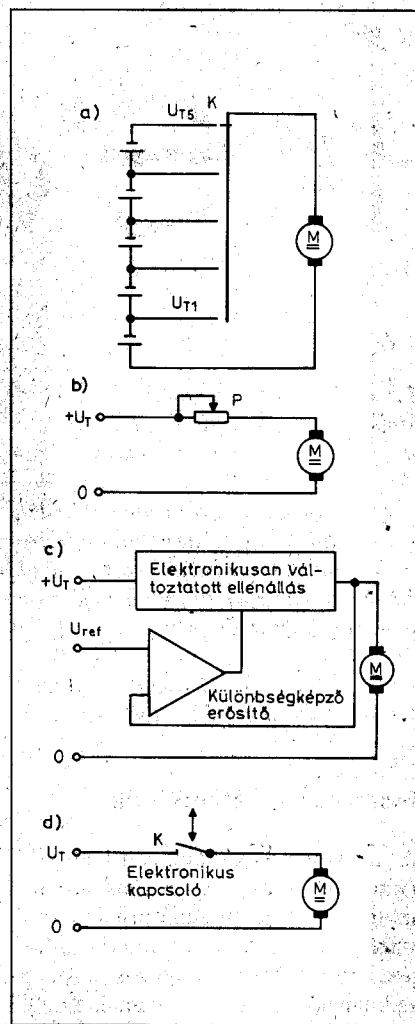 a)
U_T5 K
U_T1
M
b)
P
+U_T
M
0
c)
Elektronikusan vál-
toztatott ellenállás
+U_T
U_ref
M
Különbségképző
erősítő
0
d)
K
U_T
Elektronikus
kapcsoló
M
0